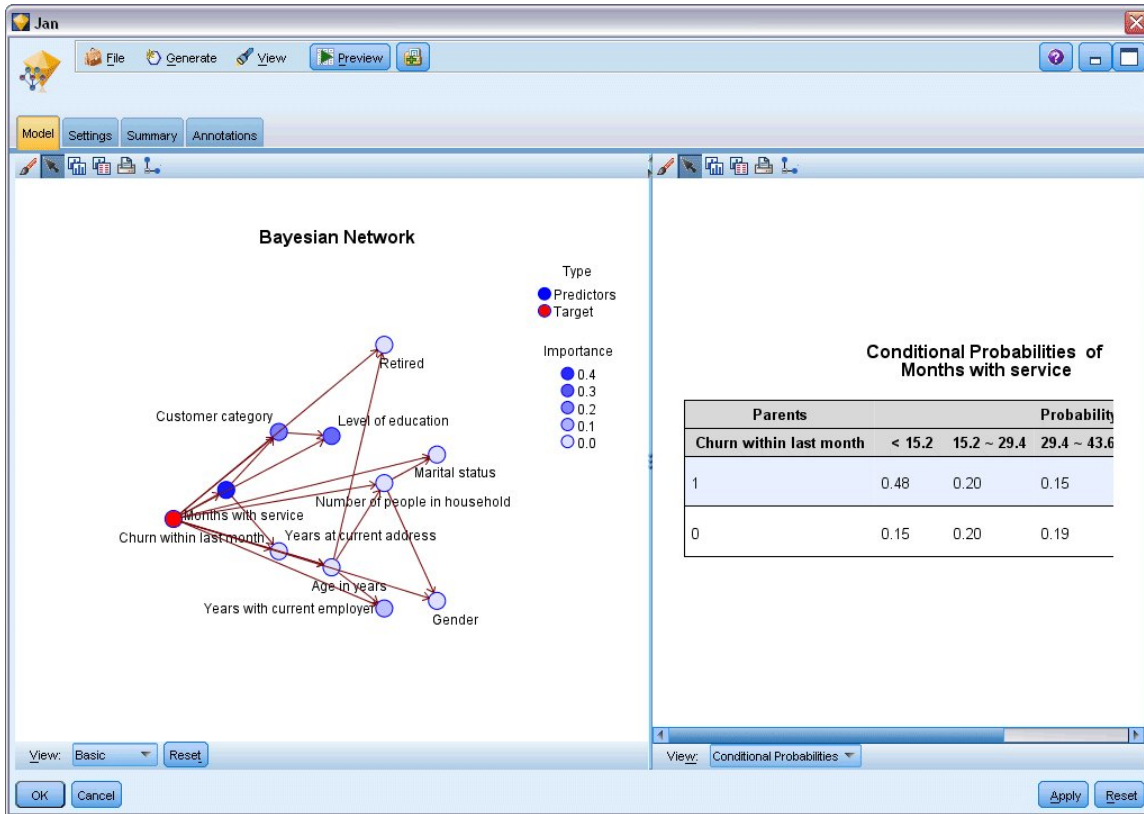 Jan
File Generate View Preview
Model Settings Summary Annotations
Bayesian Network
Type
Predictors
Target
Importance
0.4
0.3
0.2
0.1
0.0
Retired
Customer category
Level of education
Marital status
Number of people in household
Months with service
Churn within last month
Years at current address
Age in years
Years with current employer
Gender
View: Basic Reset
Conditional Probabilities of
Months with service
Parents Probability
Churn within last month < 15.2 15.2 ~ 29.4 29.4 ~ 43.6
1 0.48 0.20 0.15
0 0.15 0.20 0.19
View: Conditional Probabilities
OK Cancel Apply Reset